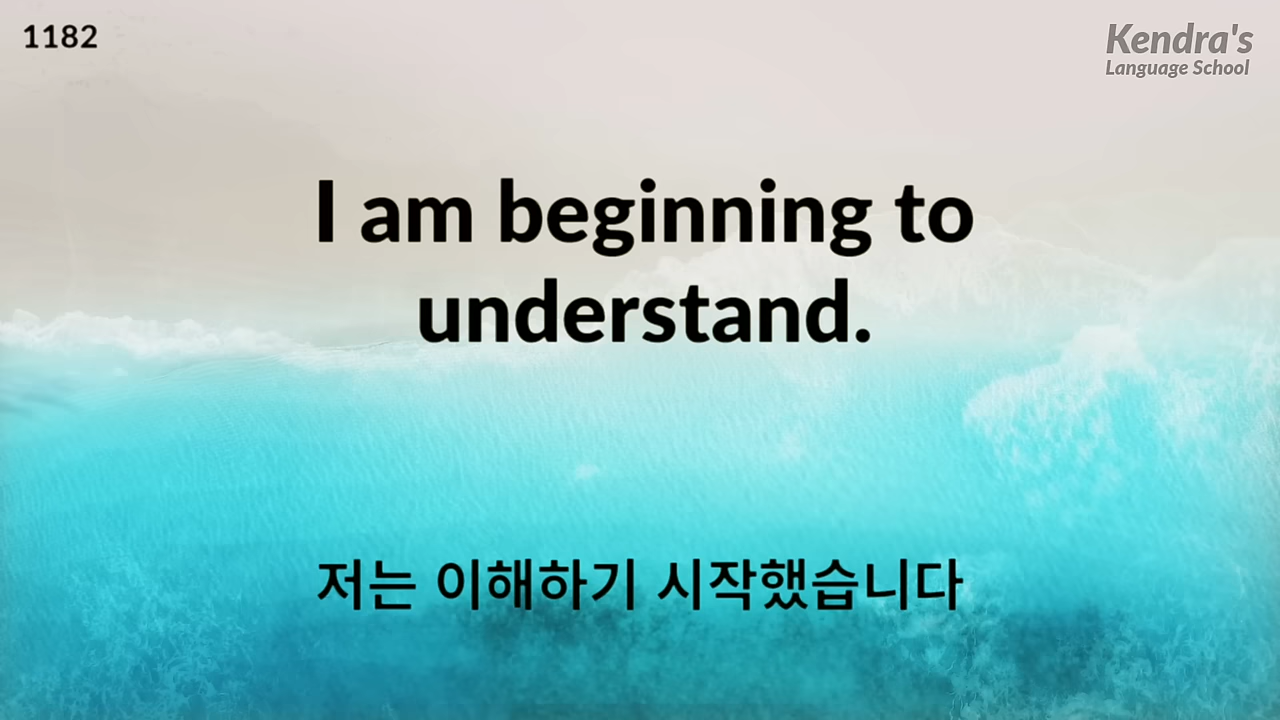 1182
Kendra's
Language School
I am beginning to
understand.
저는 이해하기 시작했습니다